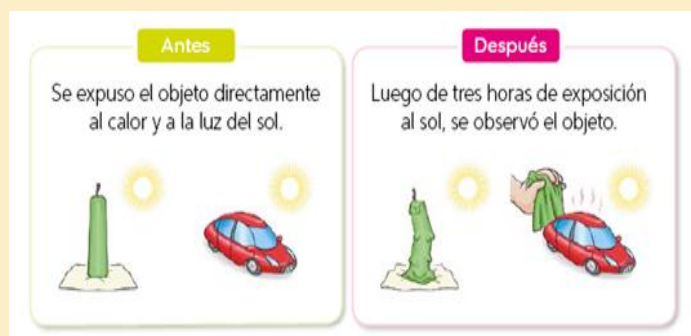 Antes
Se expuso el objeto directamente
al calor y a la luz del sol.
Después
Luego de tres horas de exposición
al sol, se observó el objeto.